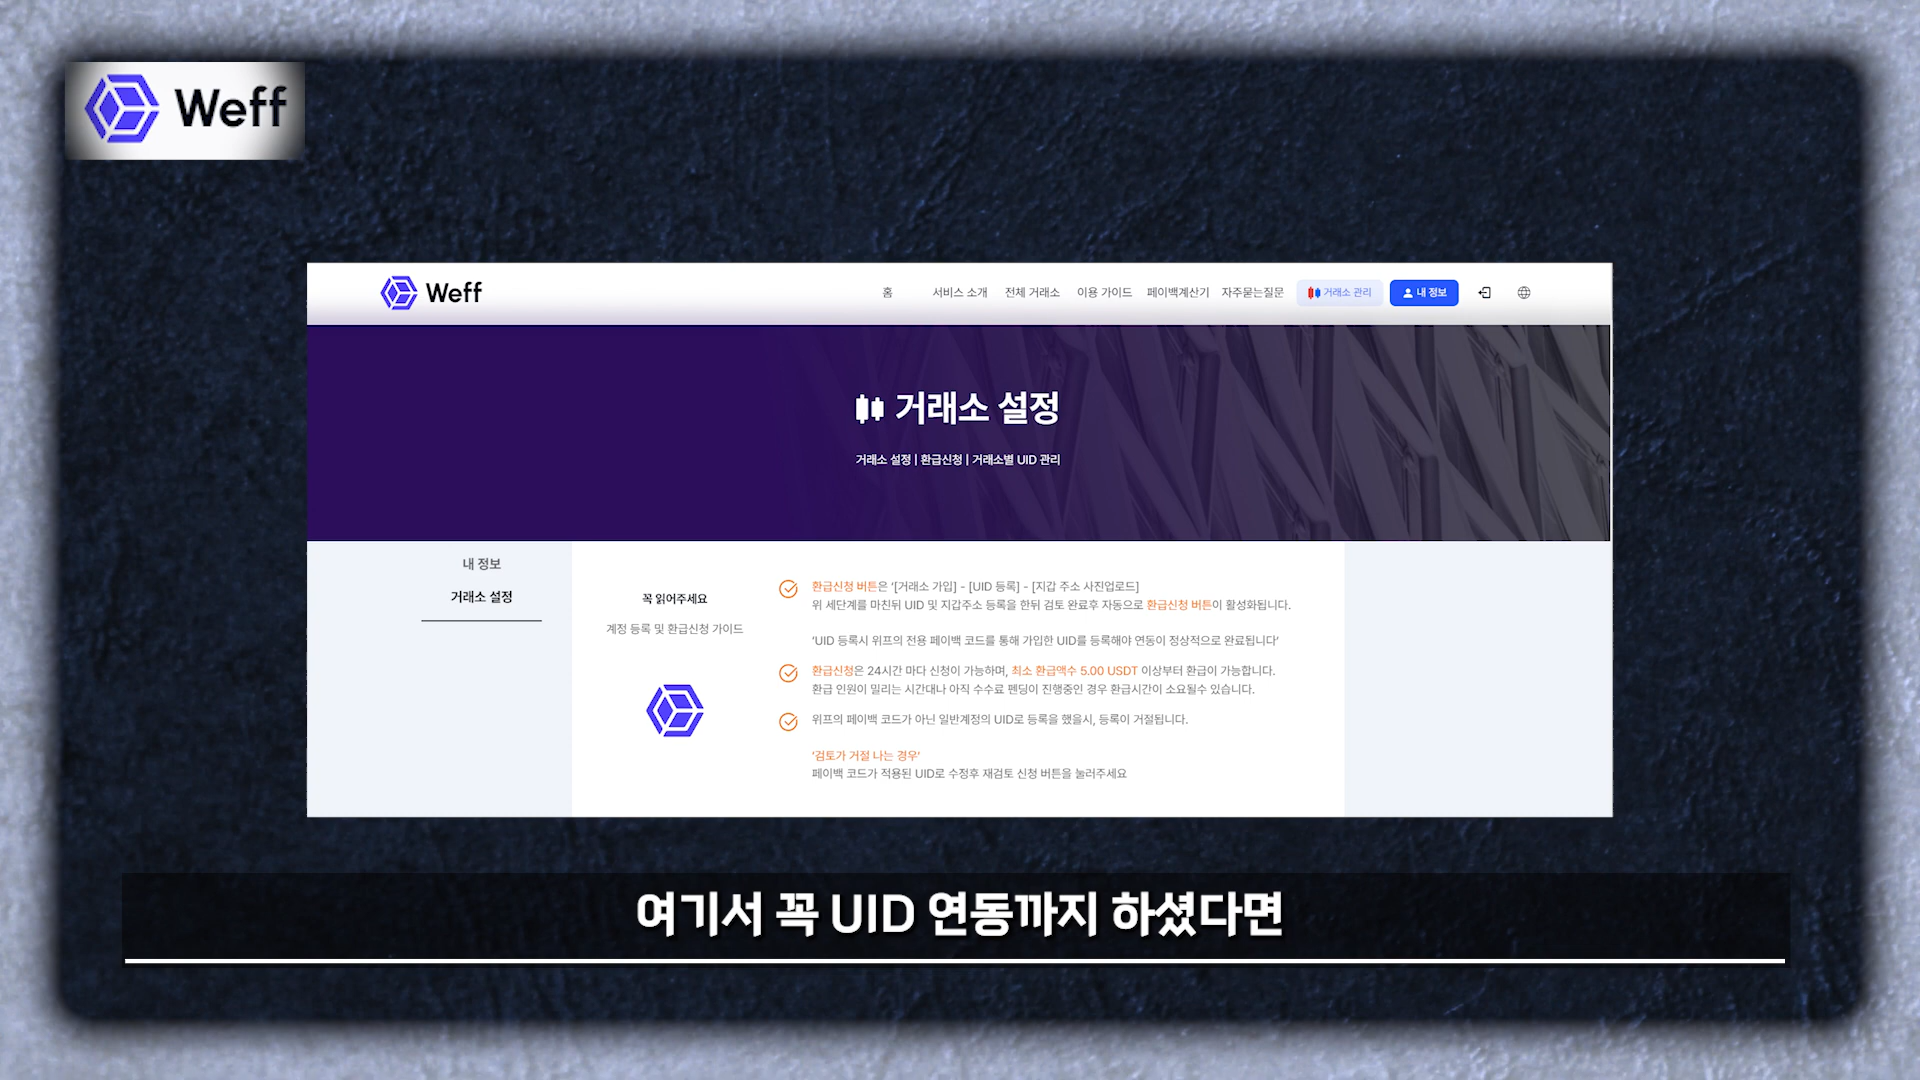 Weff
Weff
홈 서비스 소개 전체 거래소 이용 가이드 페이백계산기 자주묻는질문 거래소 관리 내 정보
거래소 설정
거래소 설정 | 환급신청 | 거래소별 UID 관리
내 정보
거래소 설정
꼭 읽어주세요
계정 등록 및 환급신청 가이드
환급신청 버튼은 '[거래소 가입] - [UID 등록] - [지갑 주소 사진업로드]
위 세단계를 마친뒤 UID 및 지갑주소 등록을 한뒤 검토 완료후 자동으로 환급신청 버튼이 활성화됩니다.
'UID 등록시 위프의 전용 페이백 코드를 통해 가입한 UID를 등록해야 연동이 정상적으로 완료됩니다'
환급신청은 24시간 마다 신청이 가능하며, 최소 환급액수 5.00 USDT 이상부터 환급이 가능합니다.
환급 인원이 밀리는 시간대나 아직 수수료 펜딩이 진행중인 경우 환급시간이 소요될수 있습니다.
위프의 페이백 코드가 아닌 일반계정의 UID로 등록을 했을시, 등록이 거절됩니다.
'검토가 거절 나는 경우'
페이백 코드가 적용된 UID로 수정후 재검토 신청 버튼을 눌러주세요
여기서 꼭 UID 연동까지 하셨다면